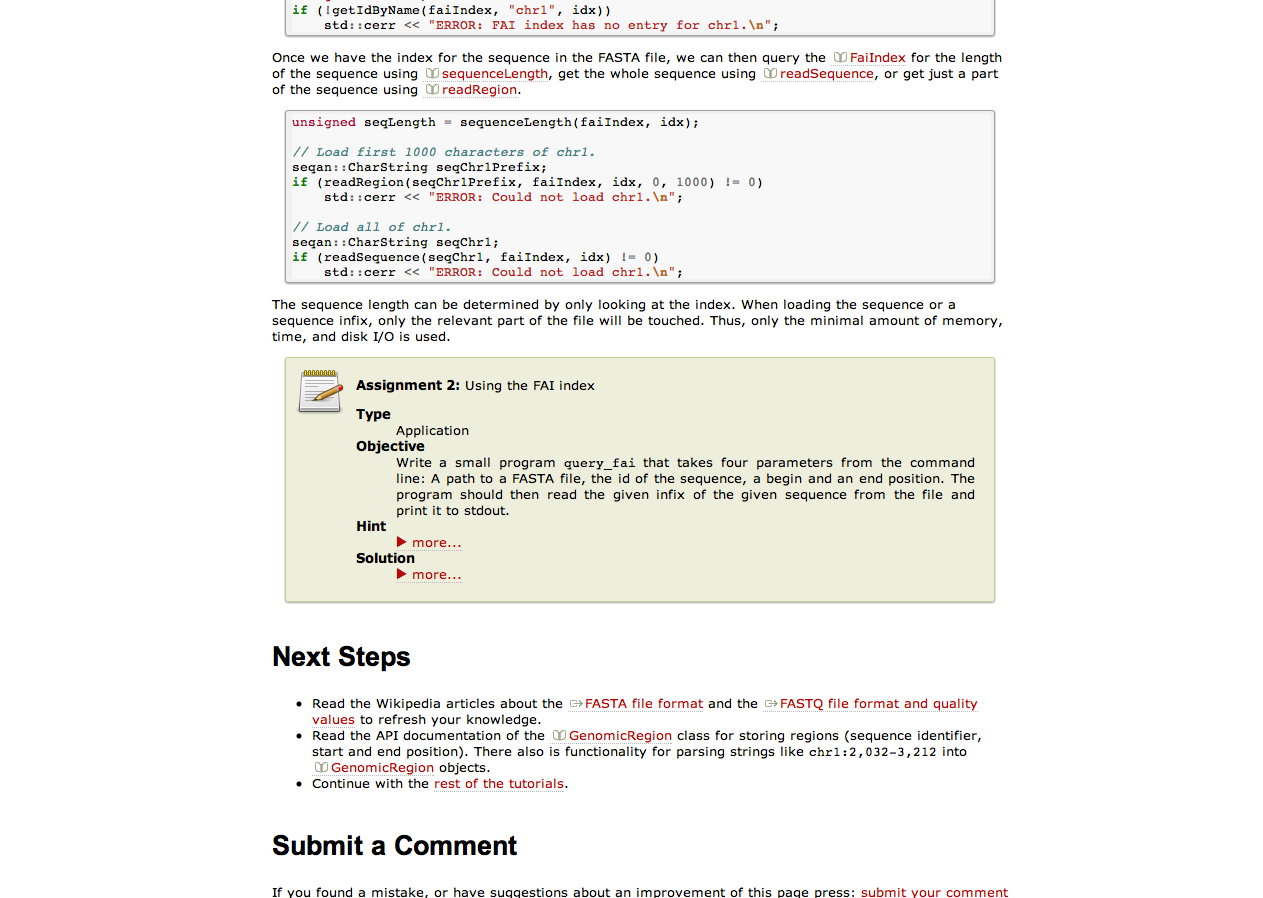 if (!getIdByName(faiIndex, "chr1", idx))
    std::cerr << "ERROR: FAI index has no entry for chr1.\n";
Once we have the index for the sequence in the FASTA file, we can then query the FaiIndex for the length
of the sequence using sequenceLength, get the whole sequence using readSequence, or get just a part
of the sequence using readRegion.
unsigned seqLength = sequenceLength(faiIndex, idx);
// Load first 1000 characters of chr1.
seqan::CharString seqChr1Prefix;
if (readRegion(seqChr1Prefix, faiIndex, idx, 0, 1000) != 0)
    std::cerr << "ERROR: Could not load chr1.\n";
// Load all of chr1.
seqan::CharString seqChr1;
if (readSequence(seqChr1, faiIndex, idx) != 0)
    std::cerr << "ERROR: Could not load chr1.\n";
The sequence length can be determined by only looking at the index. When loading the sequence or a
sequence infix, only the relevant part of the file will be touched. Thus, only the minimal amount of memory,
time, and disk I/O is used.
Assignment 2: Using the FAI index
Type
Application
Objective
Write a small program query_fai that takes four parameters from the command
line: A path to a FASTA file, the id of the sequence, a begin and an end position. The
program should then read the given infix of the given sequence from the file and
print it to stdout.
Hint
▶ more...
Solution
▶ more...
Next Steps
• Read the Wikipedia articles about the FASTA file format and the FASTQ file format and quality
values to refresh your knowledge.
• Read the API documentation of the GenomicRegion class for storing regions (sequence identifier,
start and end position). There also is functionality for parsing strings like chr1:2,032-3,212 into
GenomicRegion objects.
• Continue with the rest of the tutorials.
Submit a Comment
If you found a mistake, or have suggestions about an improvement of this page press: submit your comment